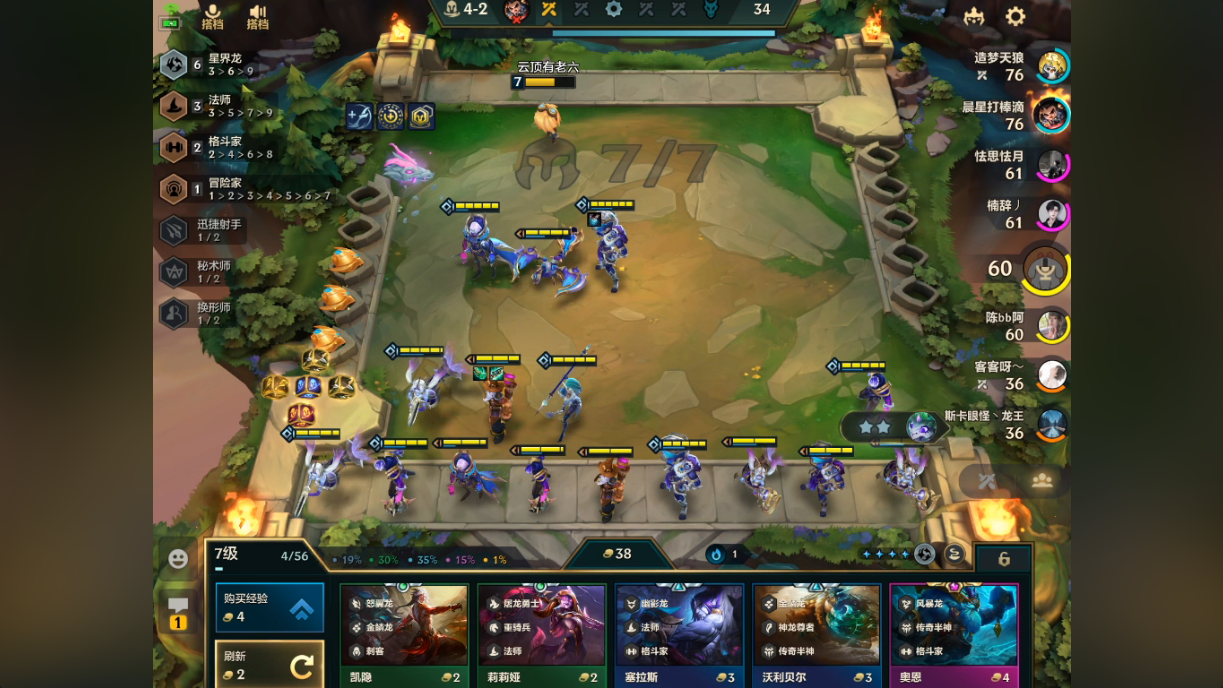 搭档
搭档
4-2
34
6
星界龙
3 > 6 > 9
3
法师
3 > 5 > 7 > 9
2
格斗家
2 > 4 > 6 > 8
1
冒险家
1 > 2 > 3 > 4 > 5 > 6 > 7
迅捷射手
1 / 2
秘术师
1 / 2
换形师
1 / 2
云顶有老六
7
7/7
造梦天狼
76
晨星打棒滴
76
怯思怯月
61
楠辞丿
61
60
陈bb阿
60
客客呀～
36
斯卡眼怪丶龙王
36
7级
4/56
19%
30%
35%
15%
1%
38
1
购买经验
4
刷新
2
1
怒翼龙
金鳞龙
刺客
凯隐
2
屠龙勇士
重骑兵
法师
莉莉娅
2
幽影龙
法师
格斗家
塞拉斯
3
金鳞龙
神龙尊者
传奇半神
沃利贝尔
3
风暴龙
传奇半神
格斗家
奥恩
4